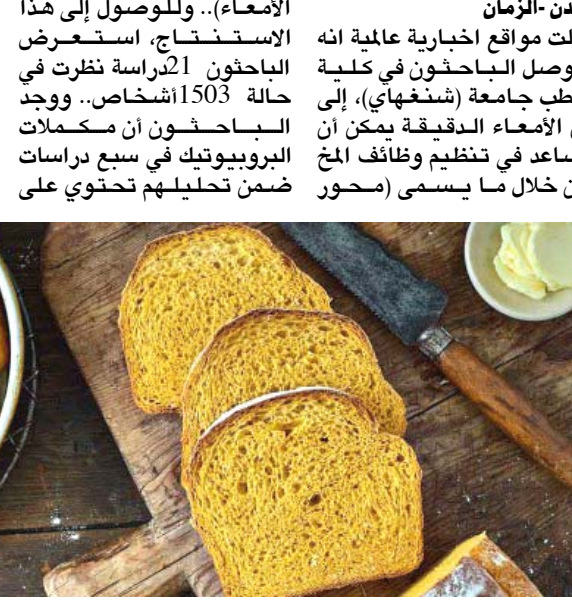 دن -الزمان
لت مواقع اخبارية عالمية انه
وصل الباحثون في كلية
طب جامعة (شنغهاي)، إلى
ن الأمعاء الدقيقة يمكن أن
ساعد في تنظيم وظائف المخ
ن خلال ما يسمى (محور
الأمعاء).. وللوصول إلى هذا
الاستنتاج، استعرض
الباحثون 21دراسة نظرت في
حالة 1503أشخاص.. ووجد
الباحثون أن مكملات
البروبيوتيك في سبع دراسات
ضمن تحليلهم تحتوي على